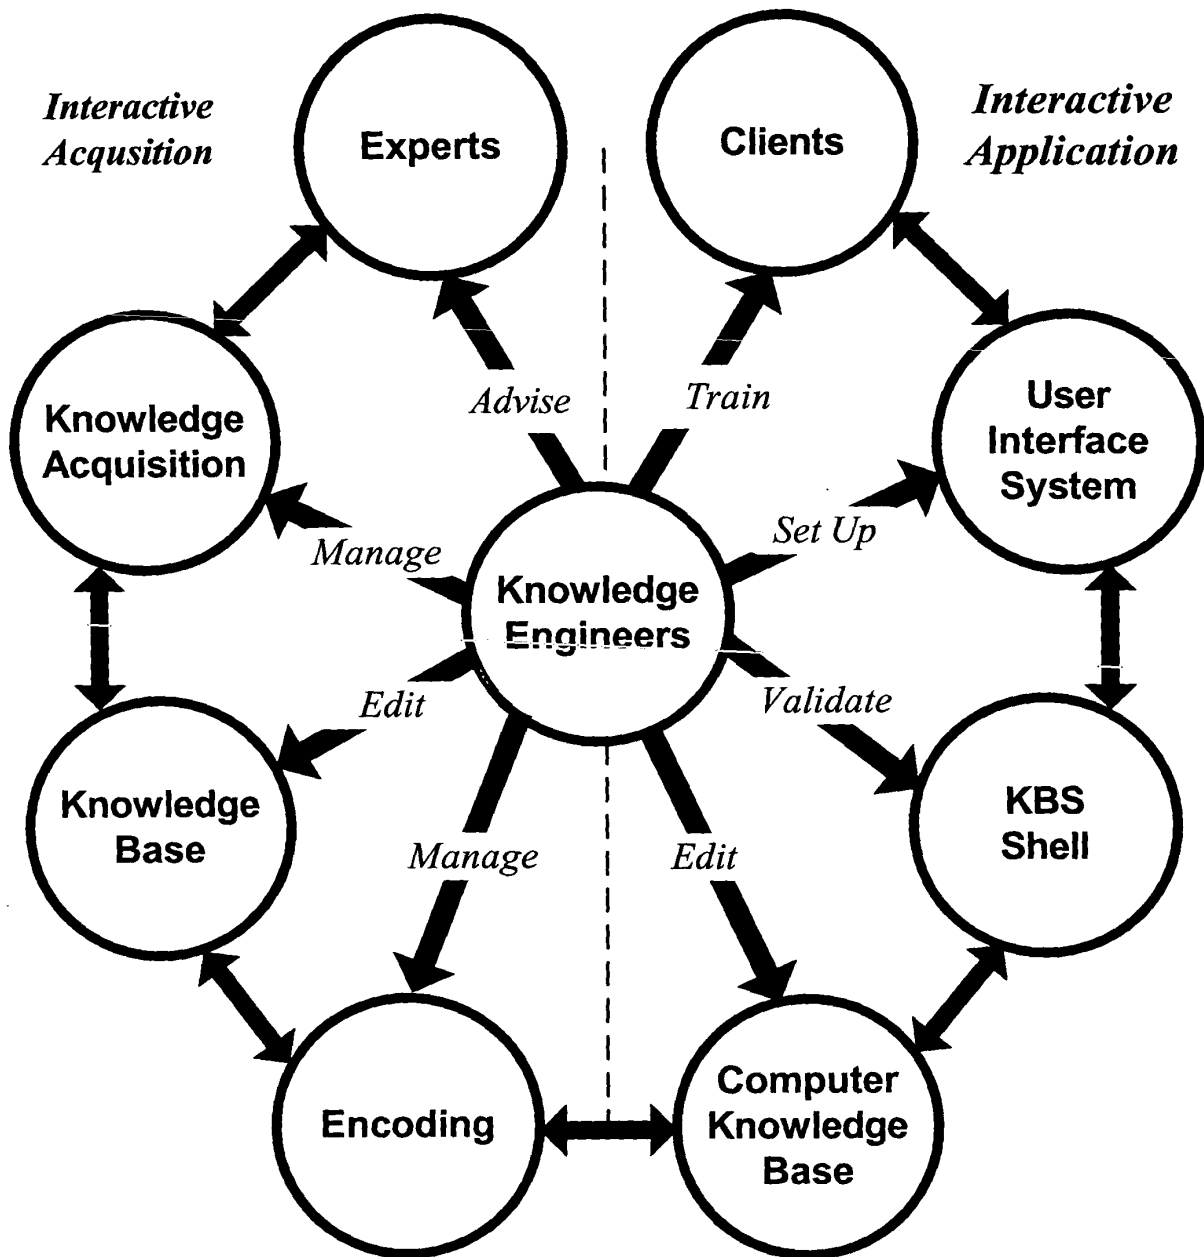 Interactive
Acqusition
Experts
Clients
Interactive
Application
Knowledge
Acquisition
Advise
Train
User
Interface
System
Manage
Set Up
Knowledge
Engineers
Edit
Validate
Knowledge
Base
KBS
Shell
Manage
Edit
Encoding
Computer
Knowledge
Base